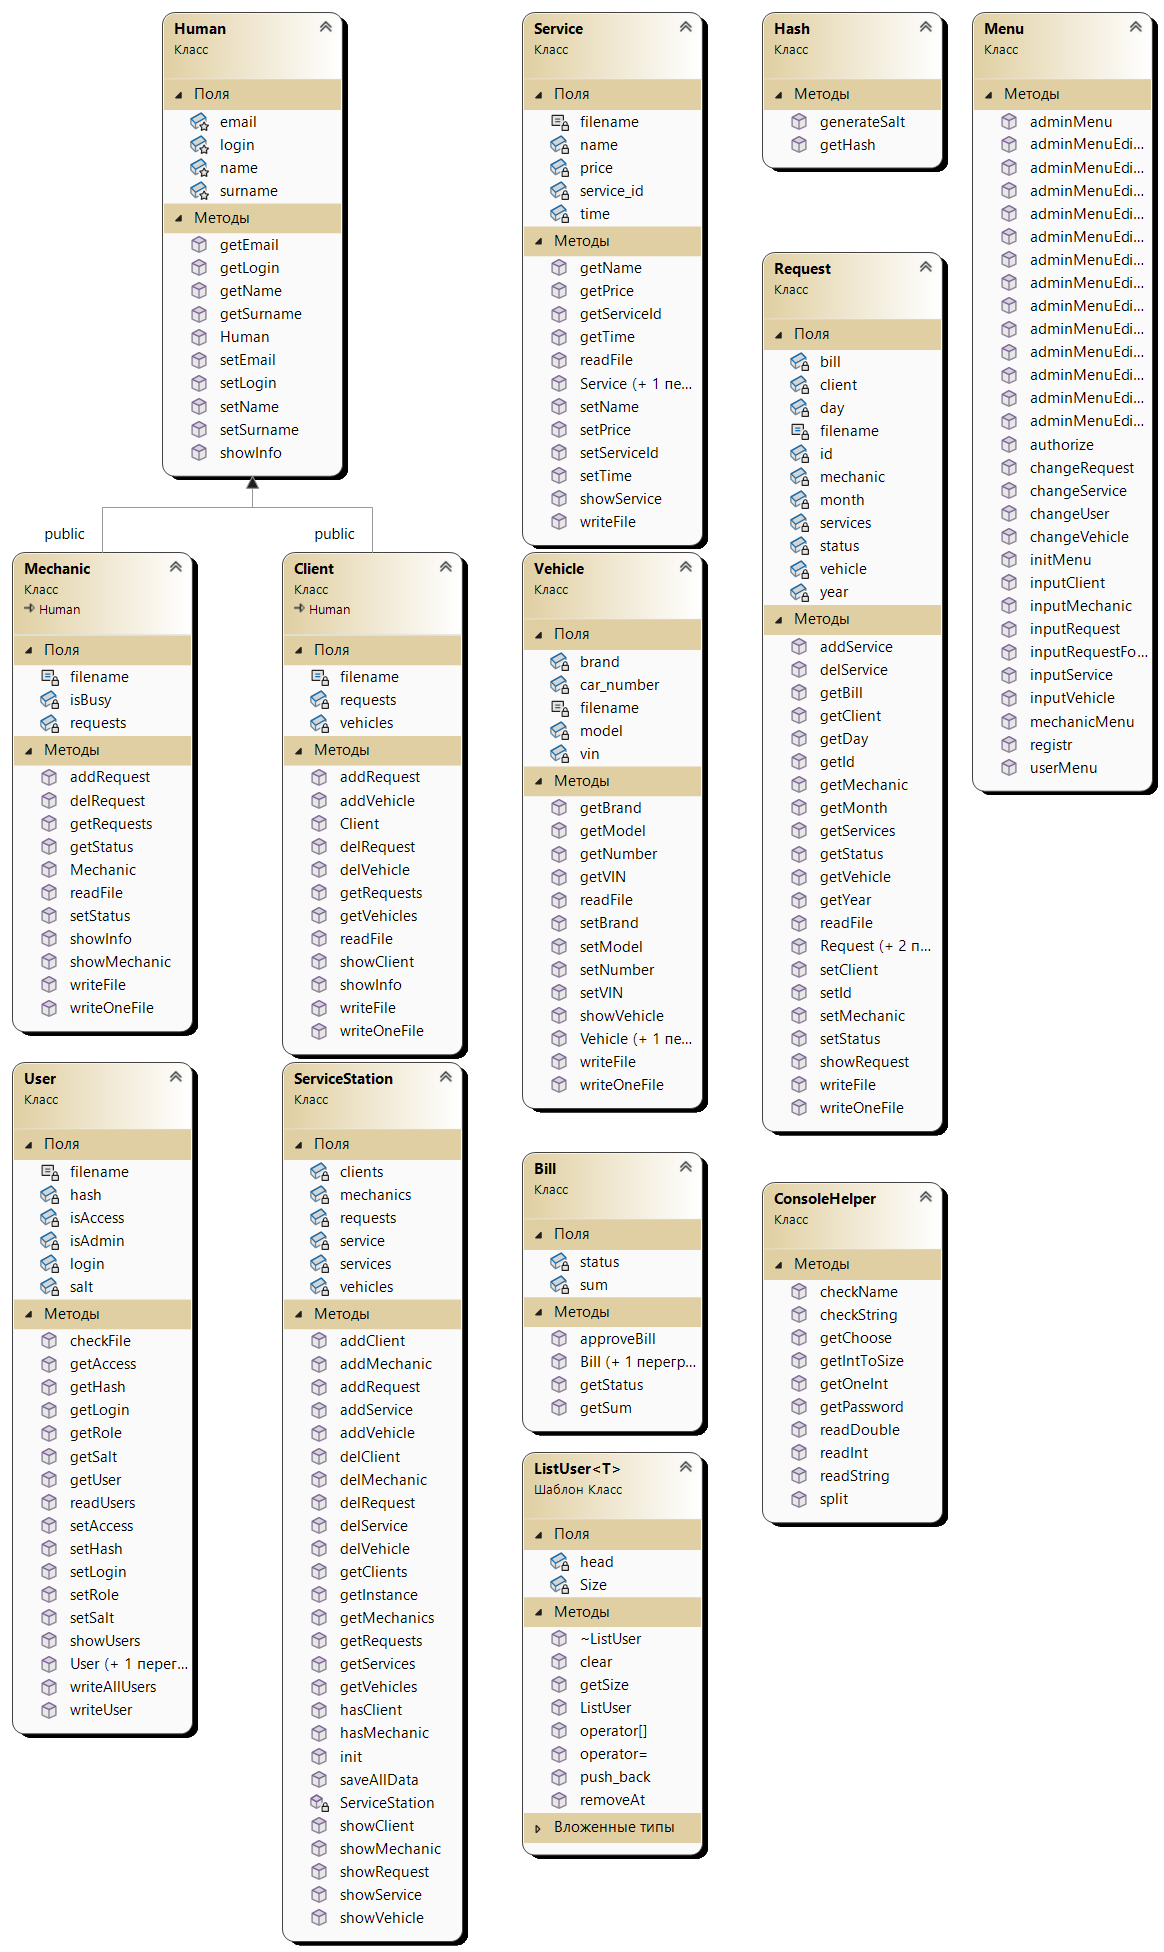 Human
Класс
Поля
email
login
name
surname
Методы
getEmail
getLogin
getName
getSurname
Human
setEmail
setLogin
setName
setSurname
showInfo
public
public
Mechanic
Класс
Human
Поля
filename
isBusy
requests
Методы
addRequest
delRequest
getRequests
getStatus
Mechanic
readFile
setStatus
showInfo
showMechanic
writeFile
writeOneFile
Client
Класс
Human
Поля
filename
requests
vehicles
Методы
addRequest
addVehicle
Client
delRequest
delVehicle
getRequests
getVehicles
readFile
showClient
showInfo
writeFile
writeOneFile
User
Класс
Поля
filename
hash
isAccess
isAdmin
login
salt
Методы
checkFile
getAccess
getHash
getLogin
getRole
getSalt
getUser
readUsers
setAccess
setHash
setLogin
setRole
setSalt
showUsers
User (+ 1 перег...
writeAllUsers
writeUser
ServiceStation
Класс
Поля
clients
mechanics
requests
service
services
vehicles
Методы
addClient
addMechanic
addRequest
addService
addVehicle
delClient
delMechanic
delRequest
delService
delVehicle
getClients
getInstance
getMechanics
getRequests
getServices
getVehicles
hasClient
hasMechanic
init
saveAllData
ServiceStation
showClient
showMechanic
showRequest
showService
showVehicle
Service
Класс
Поля
filename
name
price
service_id
time
Методы
getName
getPrice
getServiceId
getTime
readFile
Service (+ 1 пе...
setName
setPrice
setServiceId
setTime
showService
writeFile
Vehicle
Класс
Поля
brand
car_number
filename
model
vin
Методы
getBrand
getModel
getNumber
getVIN
readFile
setBrand
setModel
setNumber
setVIN
showVehicle
Vehicle (+ 1 пе...
writeFile
writeOneFile
Bill
Класс
Поля
status
sum
Методы
approveBill
Bill (+ 1 перегр...
getStatus
getSum
ListUser<T>
Шаблон Класс
Поля
head
Size
Методы
~ListUser
clear
getSize
ListUser
operator[]
operator=
push_back
removeAt
Вложенные типы
Hash
Класс
Методы
generateSalt
getHash
Request
Класс
Поля
bill
client
day
filename
id
mechanic
month
services
status
vehicle
year
Методы
addService
delService
getBill
getClient
getDay
getId
getMechanic
getMonth
getServices
getStatus
getVehicle
getYear
readFile
Request (+ 2 п...
setClient
setId
setMechanic
setStatus
showRequest
writeFile
writeOneFile
ConsoleHelper
Класс
Методы
checkName
checkString
getChoose
getIntToSize
getOneInt
getPassword
readDouble
readInt
readString
split
Menu
Класс
Методы
adminMenu
adminMenuEdi...
adminMenuEdi...
adminMenuEdi...
adminMenuEdi...
adminMenuEdi...
adminMenuEdi...
adminMenuEdi...
adminMenuEdi...
adminMenuEdi...
adminMenuEdi...
adminMenuEdi...
adminMenuEdi...
adminMenuEdi...
authorize
changeRequest
changeService
changeUser
changeVehicle
initMenu
inputClient
inputMechanic
inputRequest
inputRequestFo...
inputService
inputVehicle
mechanicMenu
registr
userMenu